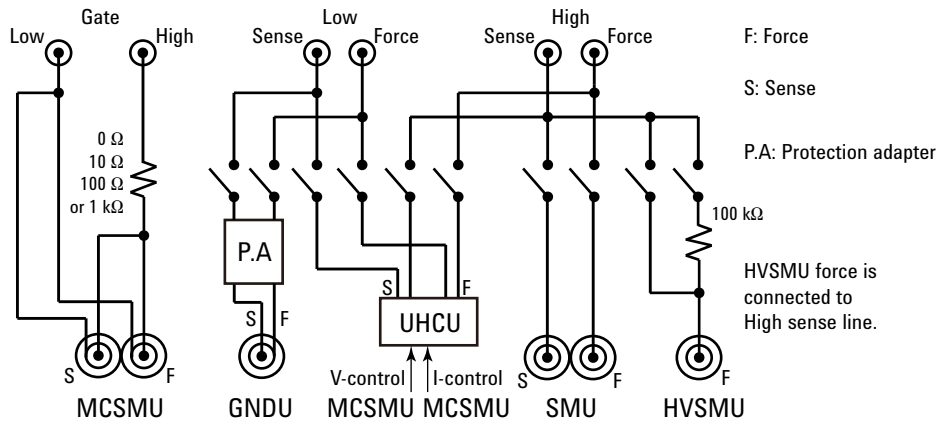 Gate
Low
High
Low
Sense
Force
High
Sense
Force
F: Force
S: Sense
P.A: Protection adapter
0 Ω
10 Ω
100 Ω
or 1 kΩ
P.A
100 kΩ
HVSMU force is
connected to
High sense line.
S
F
UHCU
S
F
S
F
V-control
I-control
S
F
F
MCSMU
GNDU
MCSMU
MCSMU
SMU
HVSMU